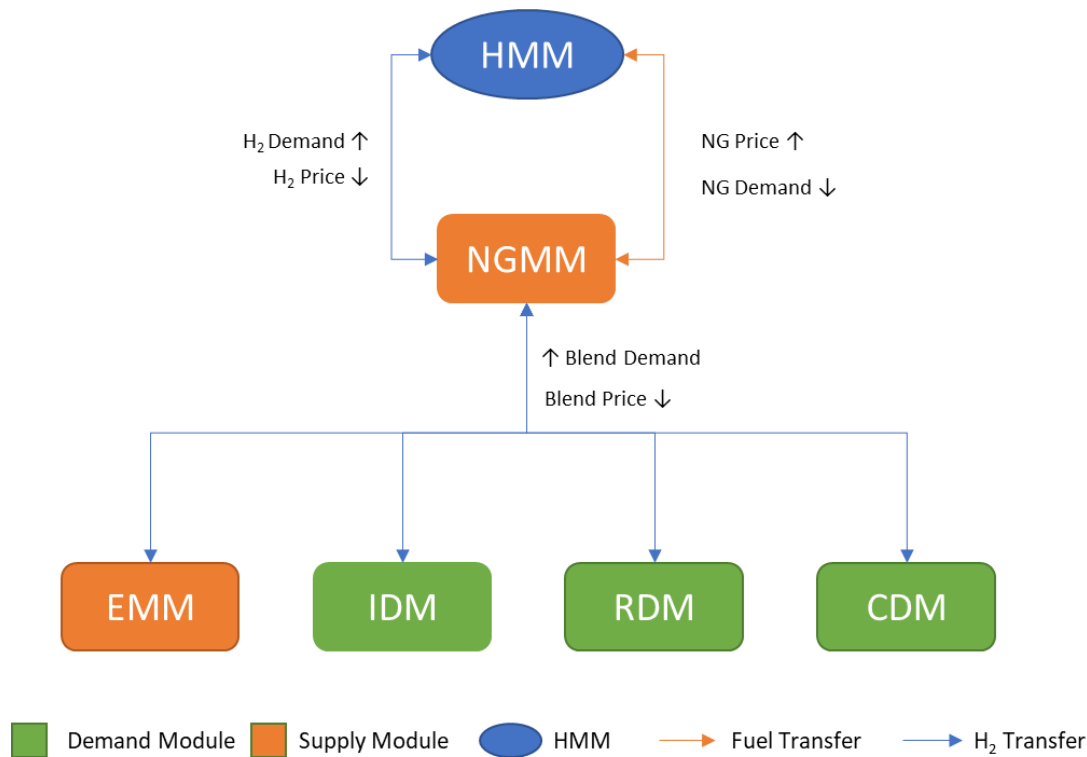 HMM
H₂ Demand ↑
H₂ Price ↓
NG Price ↑
NG Demand ↓
NGMM
↑ Blend Demand
Blend Price ↓
EMM
IDM
RDM
CDM
Demand Module
Supply Module
HMM
Fuel Transfer
H₂ Transfer